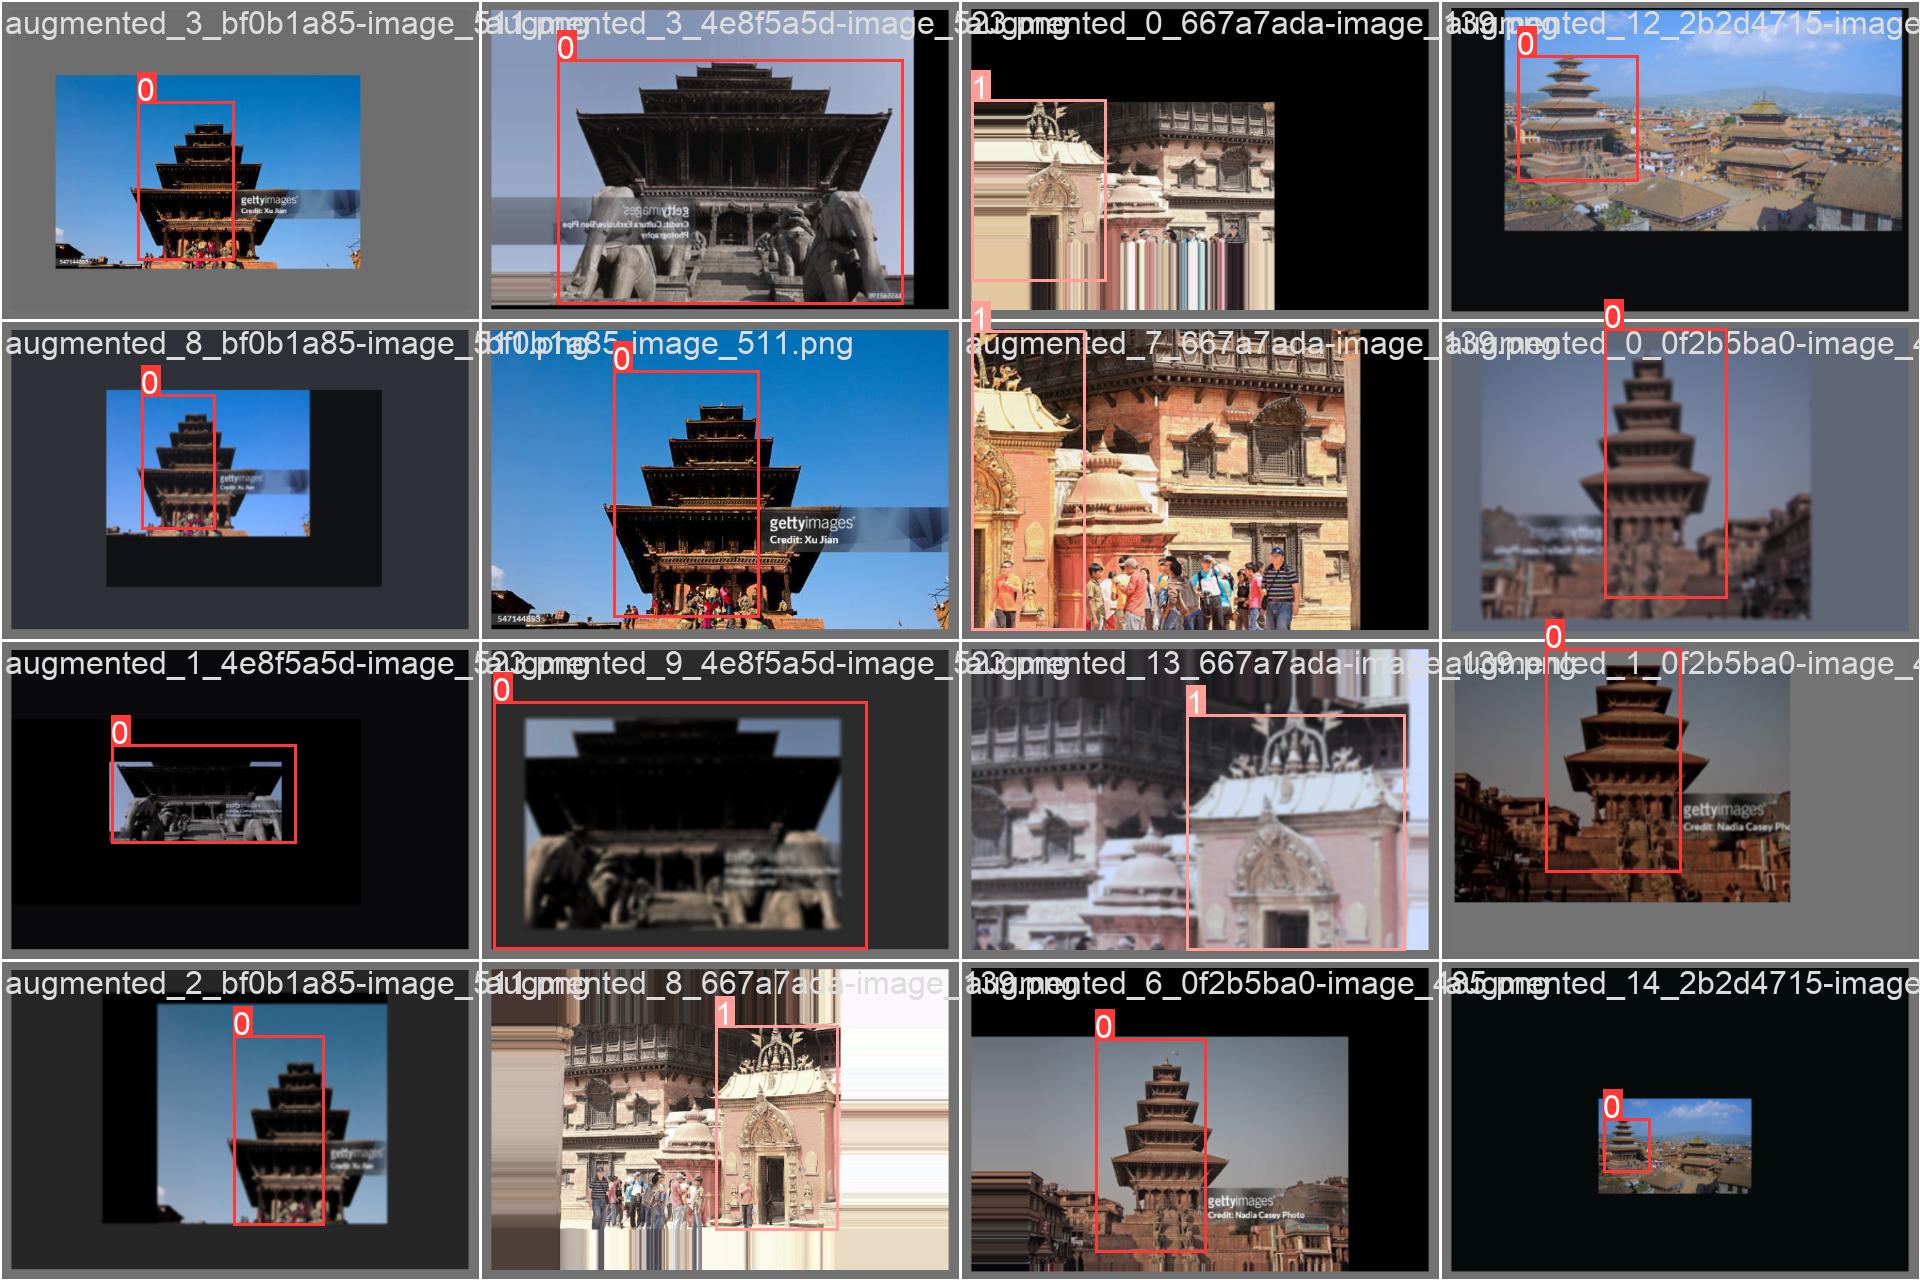 augmented_3_bf0b1a85-image_511.png
augmented_3_4e8f5a5d-image_523.png
augmented_0_667a7ada-image_139.png
augmented_12_2b2d4715-image
0
0
1
0
gettyimages
Credit: Xu Jian
gettyimages
Credit: Cultura Exclusive/Ben Pipe
Photography
augmented_8_bf0b1a85-image_511.png
bf0b1a85-image_511.png
augmented_7_667a7ada-image_139.png
augmented_0_0f2b5ba0-image_4
0
0
1
0
gettyimages
Credit: Xu Jian
gettyimages
Credit: Xu Jian
547144853
augmented_1_4e8f5a5d-image_523.png
augmented_9_4e8f5a5d-image_523.png
augmented_13_667a7ada-image_139.png
augmented_1_0f2b5ba0-image_4
0
0
1
0
gettyimages
Credit: Nadia Casey Pho
augmented_2_bf0b1a85-image_511.png
augmented_8_667a7ada-image_139.png
augmented_6_0f2b5ba0-image_485.png
augmented_14_2b2d4715-image
0
1
0
0
gettyimages
Credit: Xu Jian
gettyimages
Credit: Nadia Casey Photo